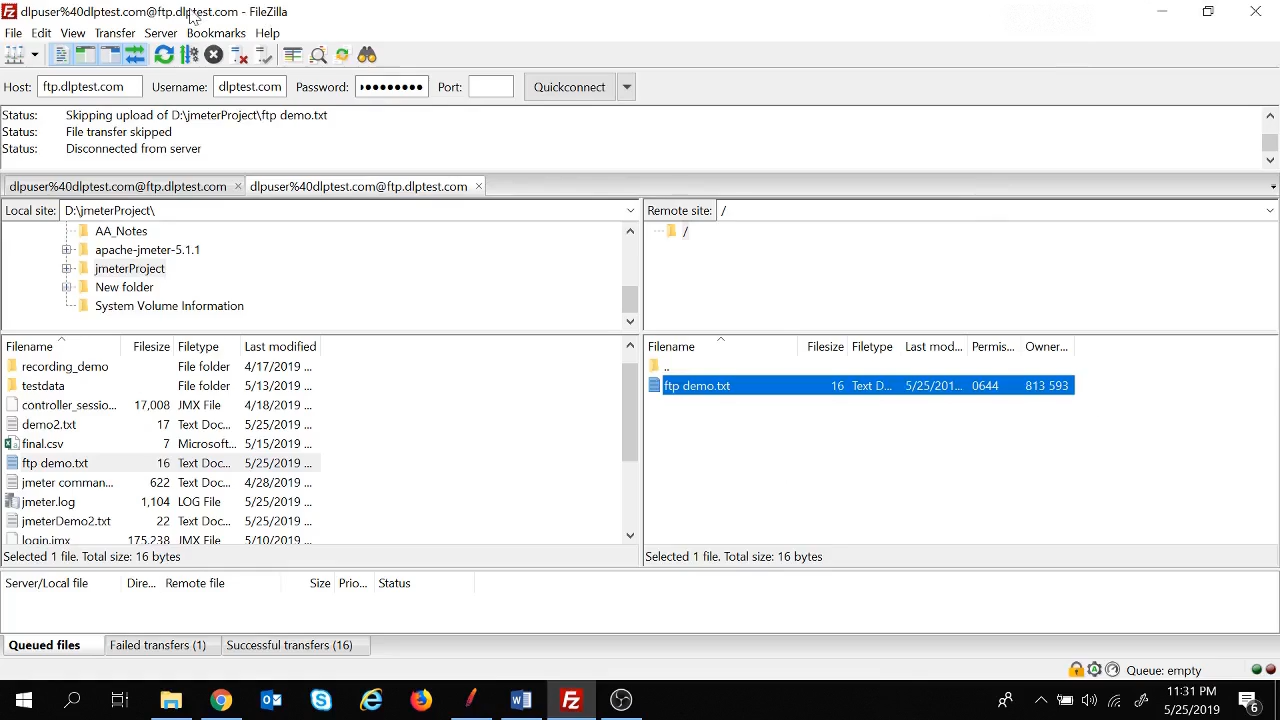 dlpuser%40dlptest.com@ftp.dlptest.com - FileZilla
File Edit View Transfer Server Bookmarks Help
Host: ftp.dlptest.com Username: dlptest.com Password: ●●●●●●●●● Port: Quickconnect
Status: Skipping upload of D:\jmeterProject\ftp demo.txt
Status: File transfer skipped
Status: Disconnected from server
dlpuser%40dlptest.com@ftp.dlptest.com × dlpuser%40dlptest.com@ftp.dlptest.com ×
Local site: D:\jmeterProject\
AA_Notes
apache-jmeter-5.1.1
jmeterProject
New folder
System Volume Information
Remote site: /
/
Filename Filesize Filetype Last modified
recording_demo File folder 4/17/2019 ...
testdata File folder 5/13/2019 ...
controller_sessio... 17,008 JMX File 4/18/2019 ...
demo2.txt 17 Text Doc... 5/25/2019 ...
final.csv 7 Microsoft... 5/15/2019 ...
ftp demo.txt 16 Text Doc... 5/25/2019 ...
jmeter comman... 622 Text Doc... 4/28/2019 ...
jmeter.log 1,104 LOG File 5/25/2019 ...
jmeterDemo2.txt 22 Text Doc... 5/25/2019 ...
login.jmx 175,238 JMX File 5/10/2019 ...
Selected 1 file. Total size: 16 bytes
Filename Filesize Filetype Last mod... Permis... Owner...
..
ftp demo.txt 16 Text D... 5/25/201... 0644 813 593
Selected 1 file. Total size: 16 bytes
Server/Local file Dire... Remote file Size Prio... Status
Queued files Failed transfers (1) Successful transfers (16)
Queue: empty
11:31 PM
5/25/2019
6